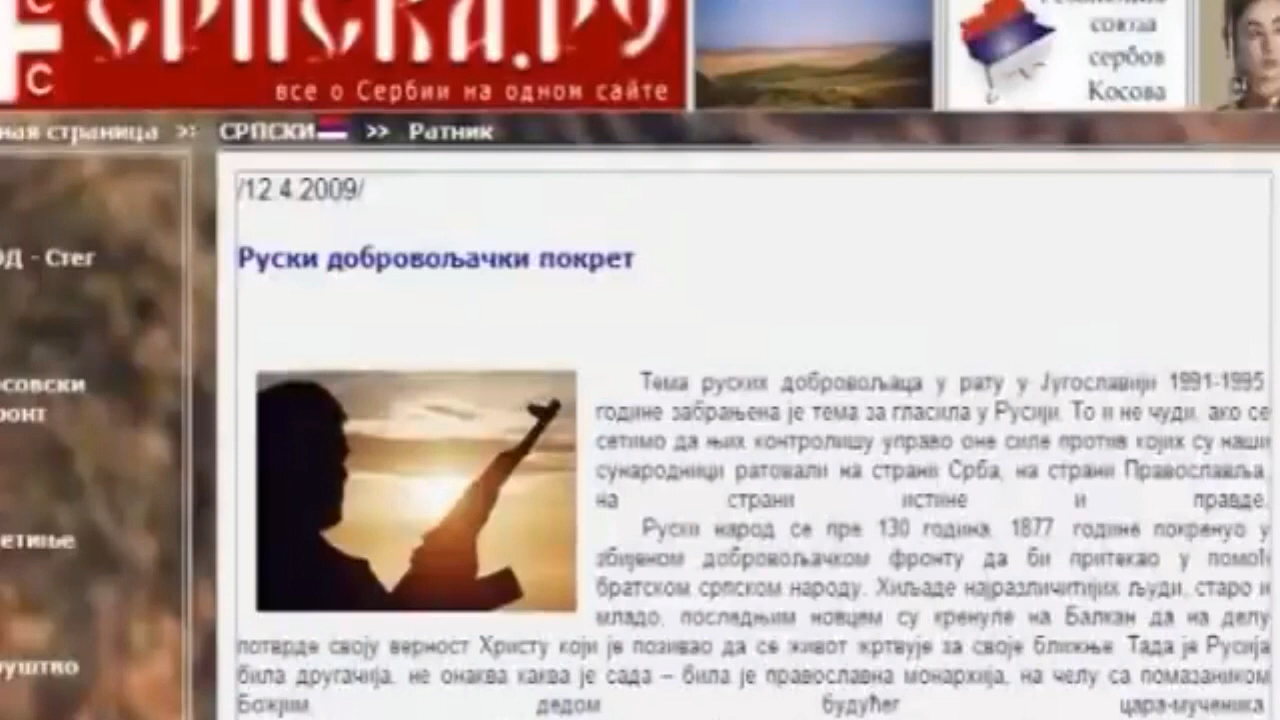 С
С
СРПСКА.РУ
все о Сербии на одном сайте
союза
сербов
Косова
ная страница >> СРПСКИ >> Ратник
/12.4.2009/
ОД - Стег
Руски добровољачки покрет
совски
ронт
етиње
руштво
Тема руских добровољаца у рату у Југославији 1991-1995
године забрањена је тема за гласила у Русији. То и не чуди, ако се
сетимо да њих контролишу управо оне силе против којих су наши
сународници ратовали на страни Срба, на страни Православља,
на страни истине и правде.
Руски народ се пре 130 година, 1877 године покренуо у
збијеном добровољачком фронту да би притекао у помоћ
братском српском народу. Хиљаде најразличитијих људи, старо и
младо, последњим новцем су кренуле на Балкан да на делу
потврде своју верност Христу који је позивао да се живот жртвује за своје ближње. Тада је Русија
била другачија, не онаква каква је сада – била је православна монархија, на челу са помазаником
Божјим, дедом будућег цара-мученика